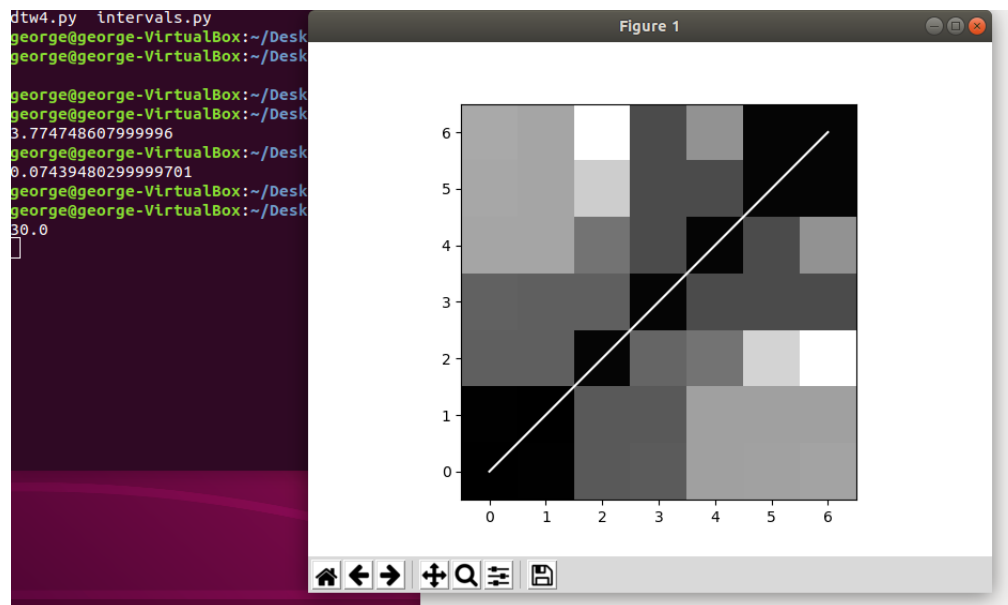 dtw4.py intervals.py
george@george-VirtualBox:~/Desk
george@george-VirtualBox:~/Desk
george@george-VirtualBox:~/Desk
george@george-VirtualBox:~/Desk
3.774748607999996
george@george-VirtualBox:~/Desk
0.07439480299999701
george@george-VirtualBox:~/Desk
george@george-VirtualBox:~/Desk
30.0
Figure 1
6
5
4
3
2
1
0
0 1 2 3 4 5 6